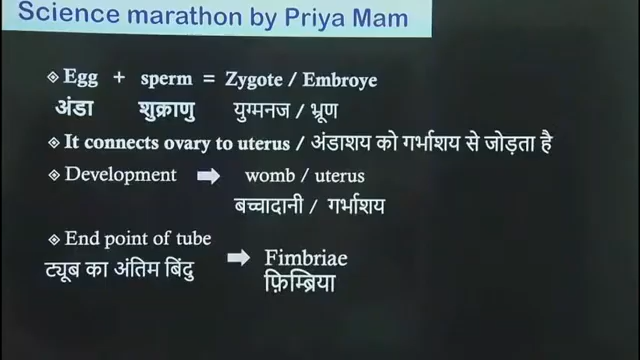 Science marathon by Priya Mam
Egg + sperm = Zygote / Embroye
अंडा शुक्राणु युग्मनज / भ्रूण
It connects ovary to uterus / अंडाशय को गर्भाशय से जोड़ता है
Development womb / uterus
बच्चादानी / गर्भाशय
End point of tube
ट्यूब का अंतिम बिंदु
Fimbriae
फ़िम्ब्रिया